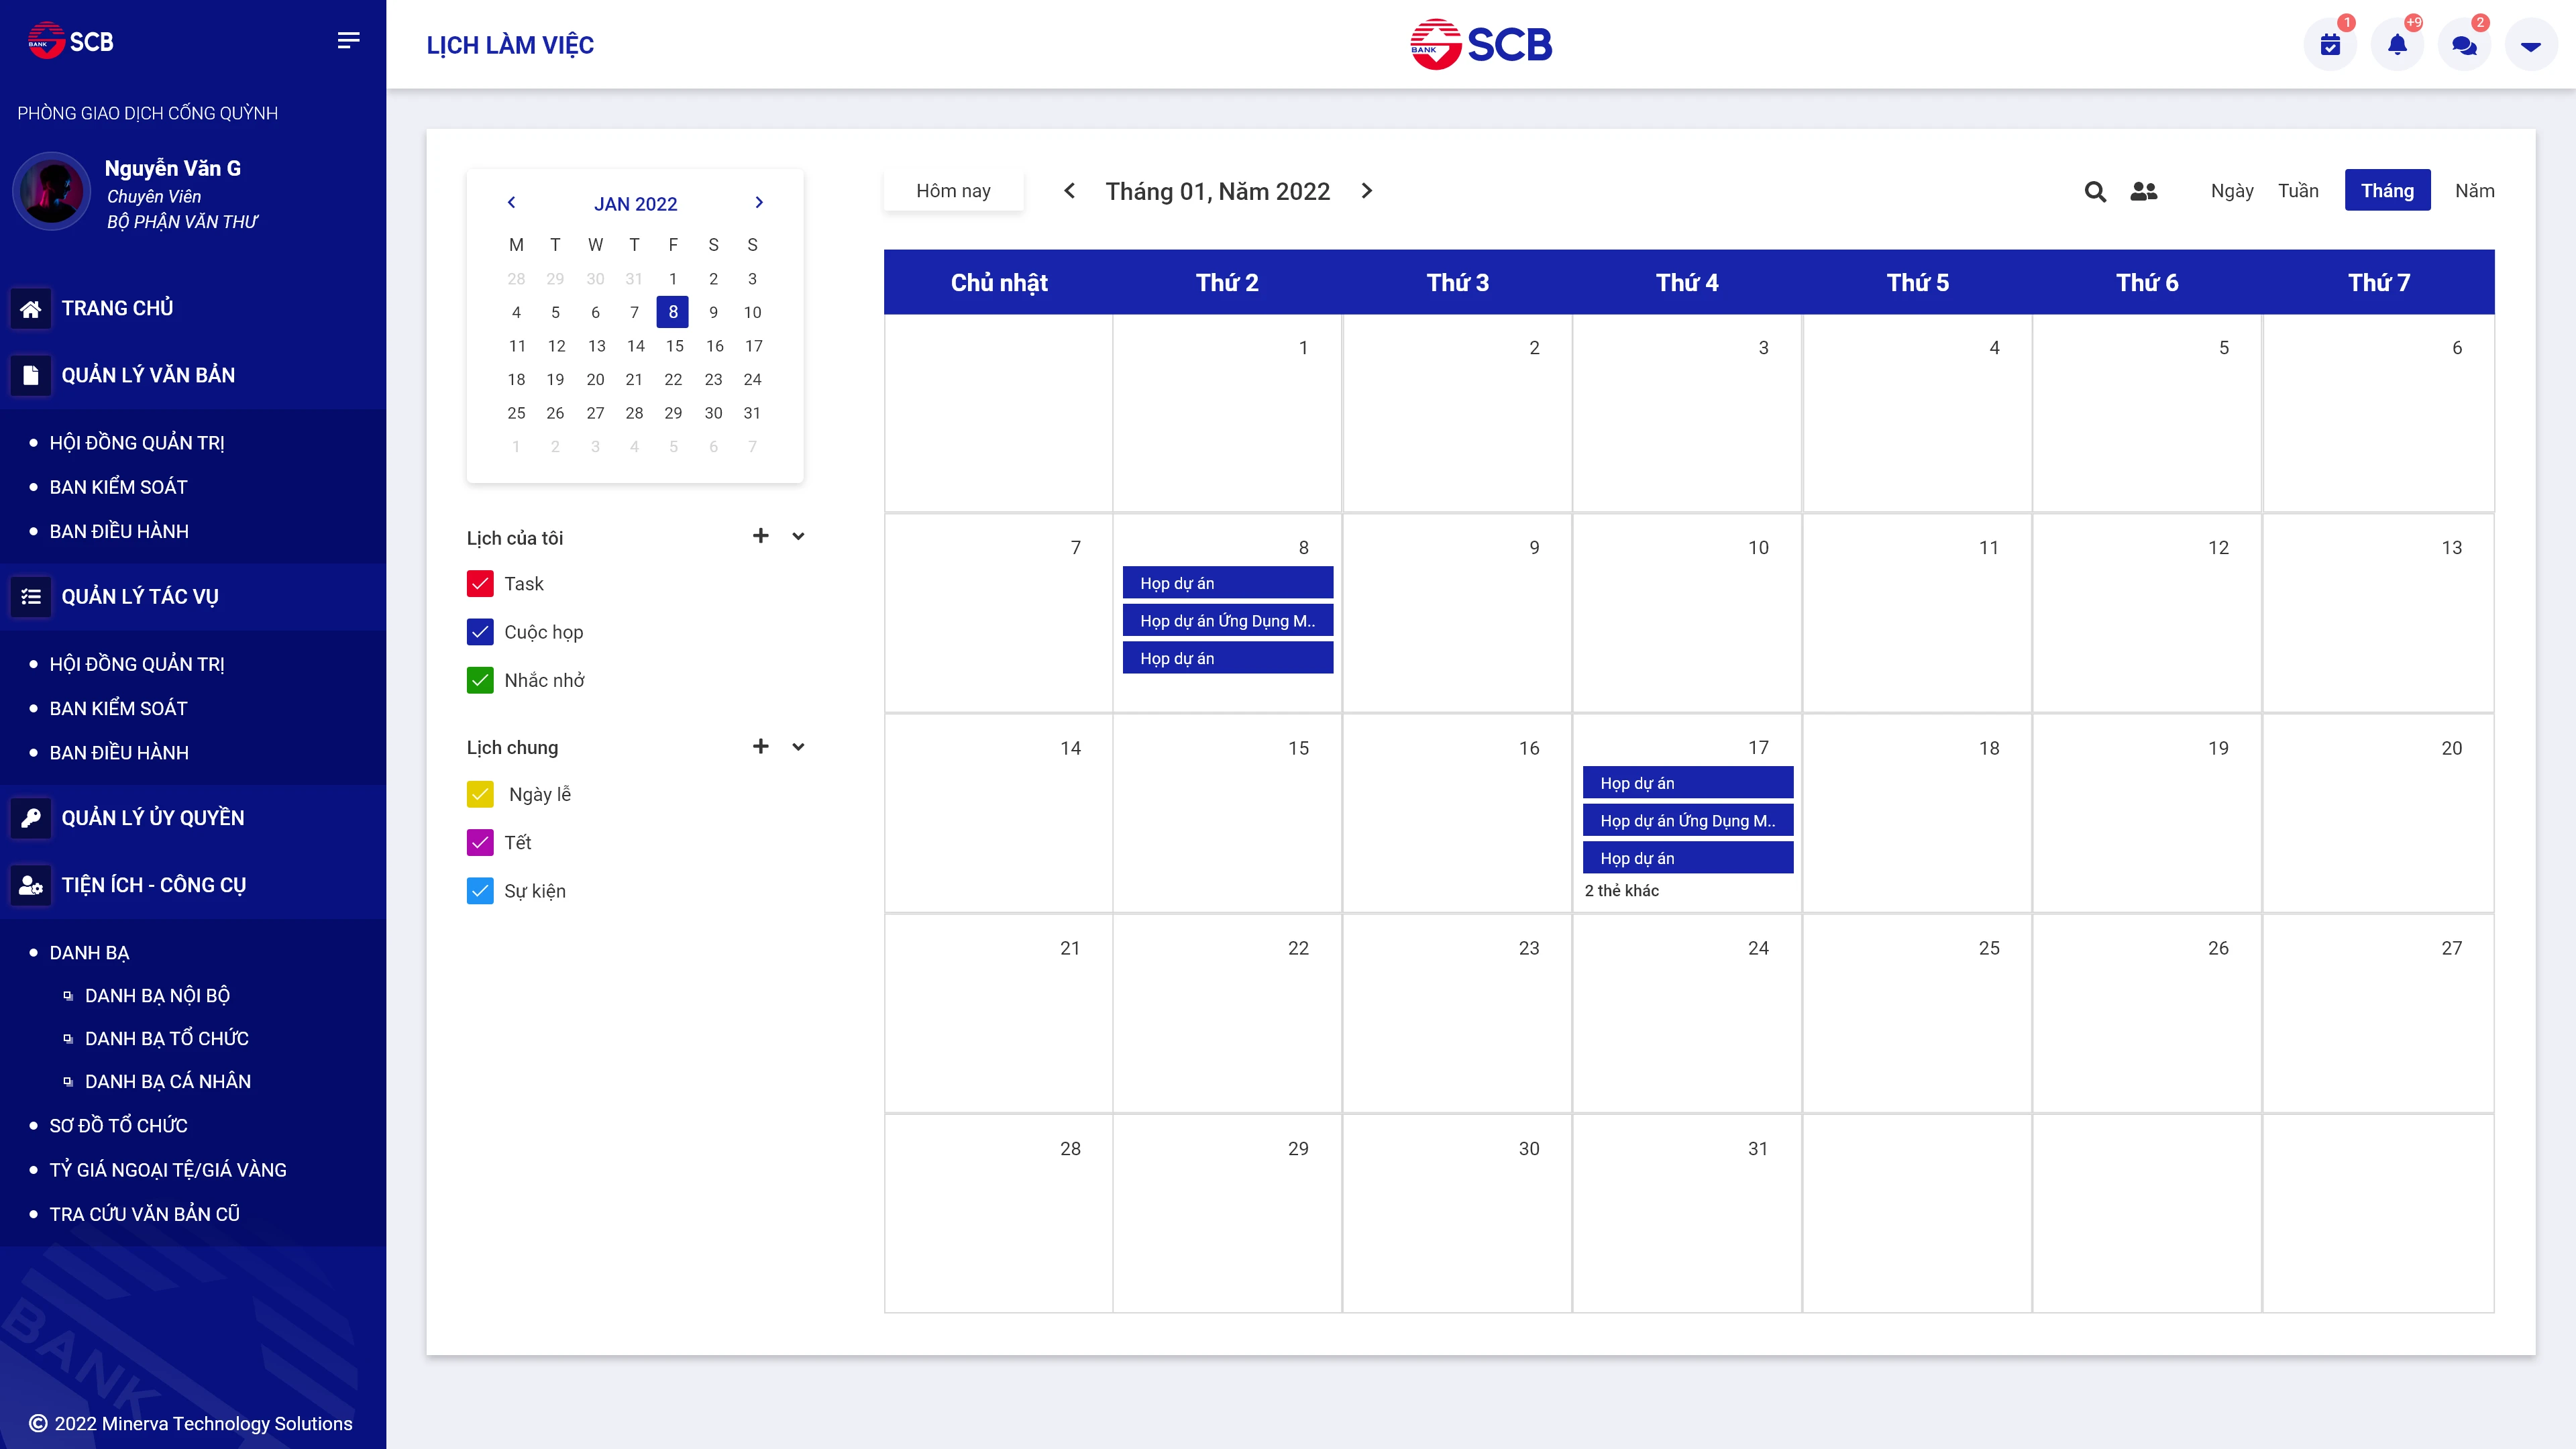 BANK SCB
PHÒNG GIAO DỊCH CỐNG QUỲNH
Nguyễn Văn G
Chuyên Viên
BỘ PHẬN VĂN THƯ
TRANG CHỦ
QUẢN LÝ VĂN BẢN
HỘI ĐỒNG QUẢN TRỊ
BAN KIỂM SOÁT
BAN ĐIỀU HÀNH
QUẢN LÝ TÁC VỤ
HỘI ĐỒNG QUẢN TRỊ
BAN KIỂM SOÁT
BAN ĐIỀU HÀNH
QUẢN LÝ ỦY QUYỀN
TIỆN ÍCH - CÔNG CỤ
DANH BẠ
DANH BẠ NỘI BỘ
DANH BẠ TỔ CHỨC
DANH BẠ CÁ NHÂN
SƠ ĐỒ TỔ CHỨC
TỶ GIÁ NGOẠI TỆ/GIÁ VÀNG
TRA CỨU VĂN BẢN CŨ
BANK
© 2022 Minerva Technology Solutions
LỊCH LÀM VIỆC
BANK SCB
1 +9 2
JAN 2022
M T W T F S S
28 29 30 31 1 2 3
4 5 6 7 8 9 10
11 12 13 14 15 16 17
18 19 20 21 22 23 24
25 26 27 28 29 30 31
1 2 3 4 5 6 7
Lịch của tôi
Task
Cuộc họp
Nhắc nhở
Lịch chung
Ngày lễ
Tết
Sự kiện
Hôm nay Tháng 01, Năm 2022 Ngày Tuần Tháng Năm
Chủ nhật Thứ 2 Thứ 3 Thứ 4 Thứ 5 Thứ 6 Thứ 7
1 2 3 4 5 6
7 8 9 10 11 12 13
Họp dự án
Họp dự án Ứng Dụng M..
Họp dự án
14 15 16 17 18 19 20
Họp dự án
Họp dự án Ứng Dụng M..
Họp dự án
2 thẻ khác
21 22 23 24 25 26 27
28 29 30 31